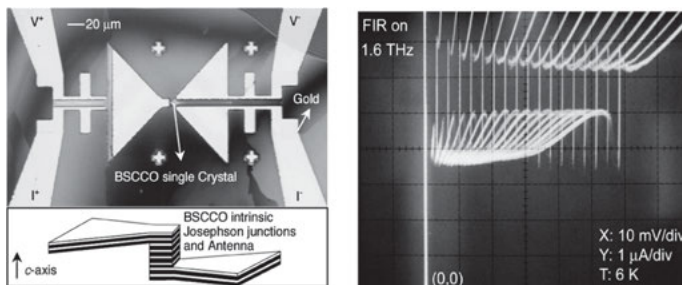 V⁺
20 μm
V⁻
Gold
BSCCO single Crystal
I⁺
I⁻
BSCCO intrinsic
Josephson junctions
and Antenna
c-axis
FIR on
1.6 THz
X: 10 mV/div
Y: 1 μA/div
T: 6 K
(0,0)